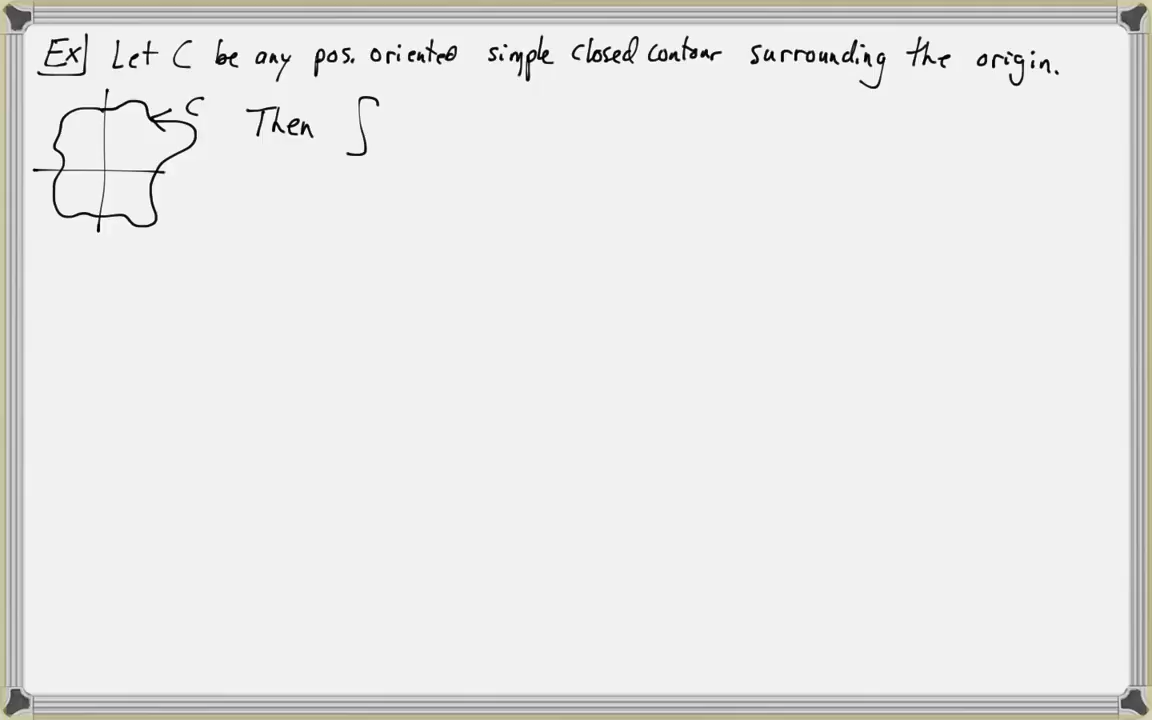 Ex Let C be any pos. oriented simple closed contour surrounding the origin.
C Then ∫